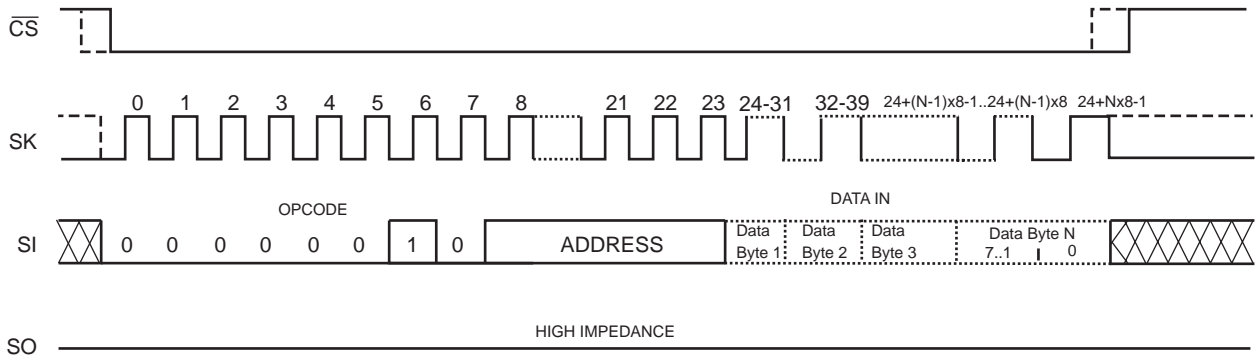 CS
0 1 2 3 4 5 6 7 8 21 22 23 24-31 32-39 24+(N-1)x8-1..24+(N-1)x8 24+Nx8-1
SK
OPCODE DATA IN
SI 0 0 0 0 0 0 1 0 ADDRESS
Data Byte 1
Data Byte 2
Data Byte 3
Data Byte N
7..1 0
HIGH IMPEDANCE
SO